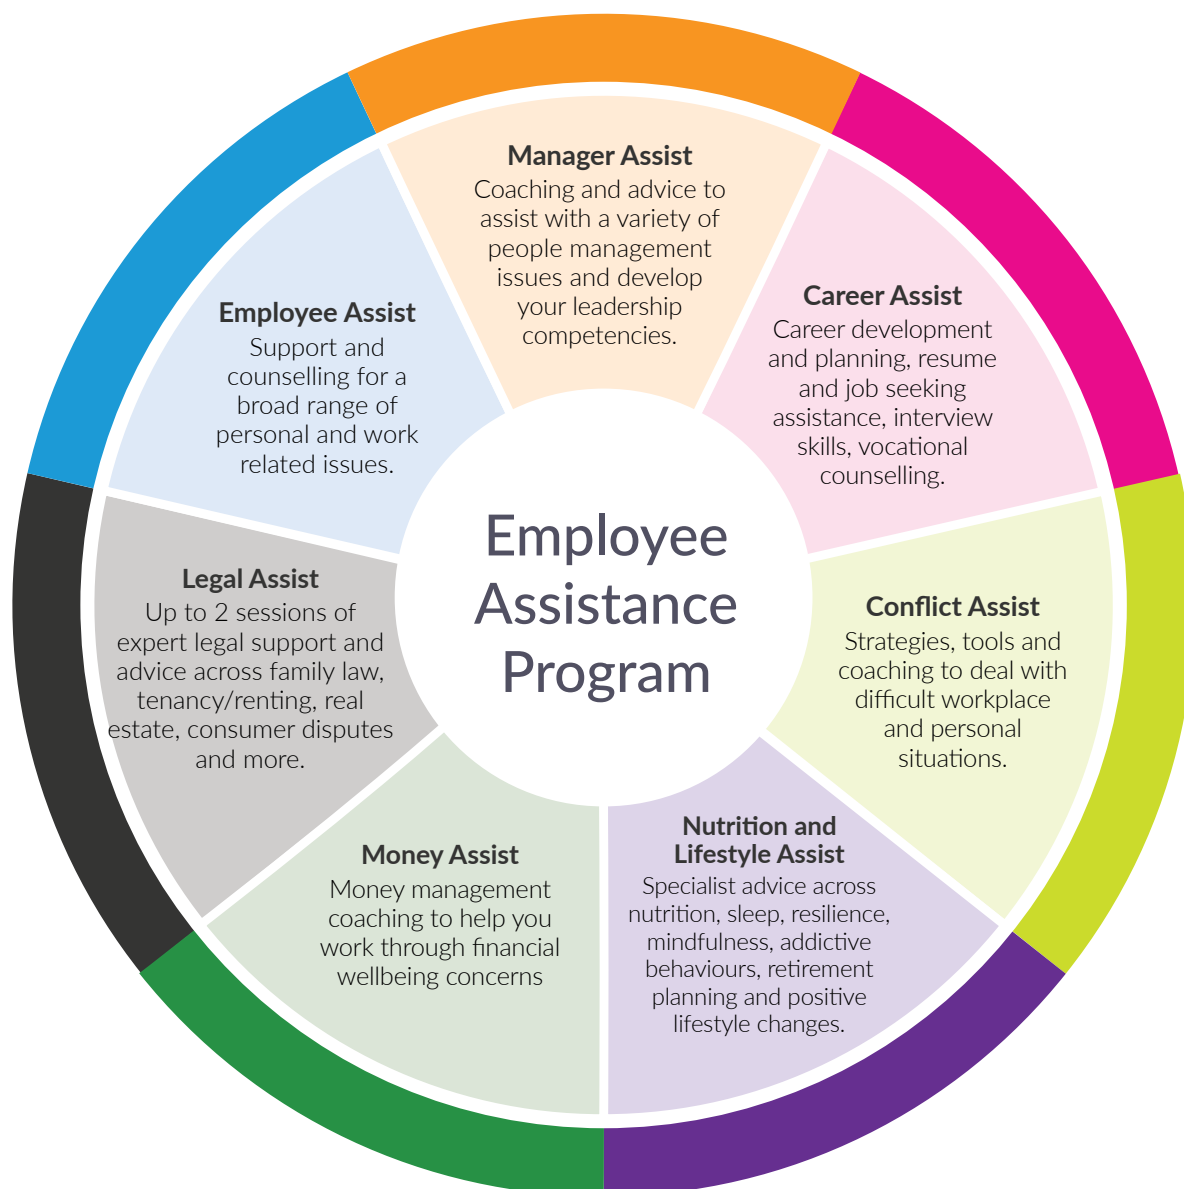 Manager Assist
Coaching and advice to
assist with a variety of
people management
issues and develop
your leadership
competencies.
Career Assist
Career development
and planning, resume
and job seeking
assistance, interview
skills, vocational
counselling.
Conflict Assist
Strategies, tools and
coaching to deal with
difficult workplace
and personal
situations.
Nutrition and
Lifestyle Assist
Specialist advice across
nutrition, sleep, resilience,
mindfulness, addictive
behaviours, retirement
planning and positive
lifestyle changes.
Money Assist
Money management
coaching to help you
work through financial
wellbeing concerns
Legal Assist
Up to 2 sessions of
expert legal support and
advice across family law,
tenancy/renting, real
estate, consumer disputes
and more.
Employee Assist
Support and
counselling for a
broad range of
personal and work
related issues.
Employee
Assistance
Program